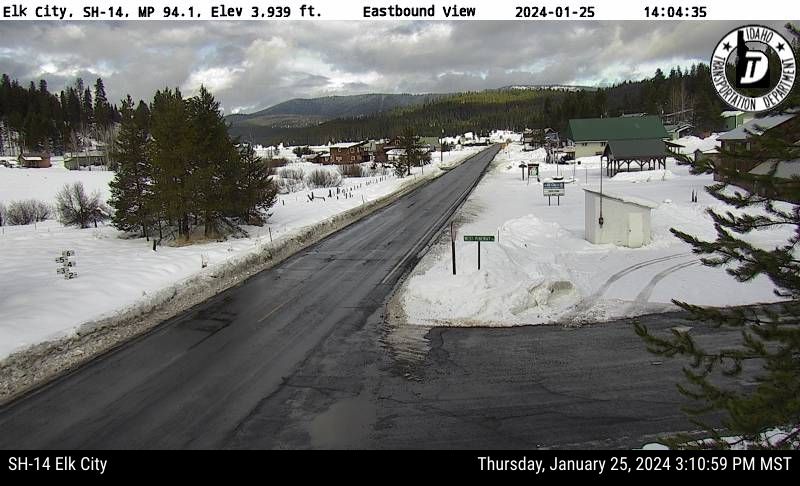 Elk City, SH-14, MP 94.1, Elev 3,939 ft. Eastbound View 2024-01-25 14:04:35
IDAHO
TRANSPORTATION DEPARTMENT
SH-14 Elk City Thursday, January 25, 2024 3:10:59 PM MST